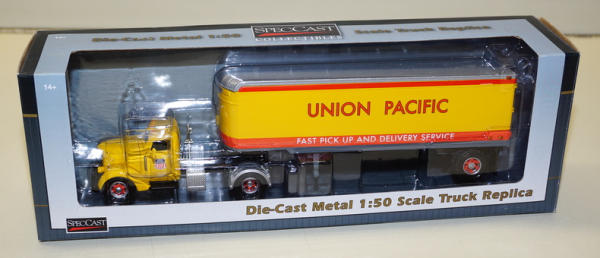 SPECCAST
COLLECTIBLES
Die-Cast Metal 1:50 Scale Truck Replica
14+
UNION PACIFIC
FAST PICK UP AND DELIVERY SERVICE
SPECCAST
Die-Cast Metal 1:50 Scale Truck Replica